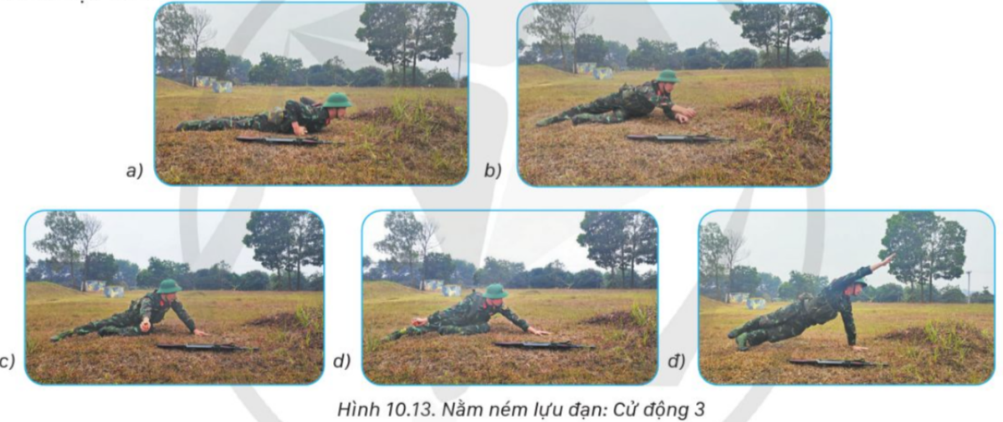 a)
b)
c)
d)
đ)
Hình 10.13. Nằm ném lựu đạn: Cử động 3